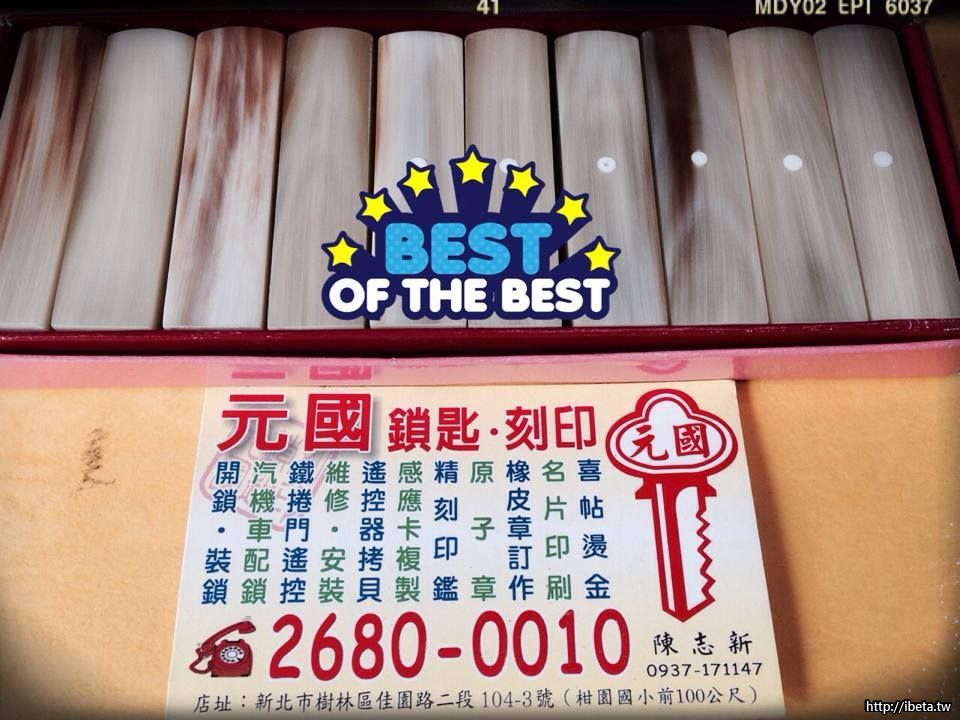 41
MDY02 EPI 6037
BEST
OF THE BEST
元國 鎖匙·刻印
元國
開鎖·裝鎖
汽機車配鎖
鐵捲門遙控
維修·安裝
遙控器拷貝
感應卡複製
精刻印鑑
原子章
橡皮章訂作
名片印刷
喜帖燙金
2680-0010
陳志新
0937-171147
店址:新北市樹林區佳園路二段 104-3號(柑園國小前100公尺)
http://ibeta.tw